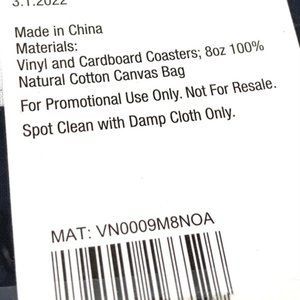 3.1.2022
Made in China
Materials:
Vinyl and Cardboard Coasters; 8oz 100%
Natural Cotton Canvas Bag
For Promotional Use Only. Not For Resale.
Spot Clean with Damp Cloth Only.
MAT: VN0009M8NOA